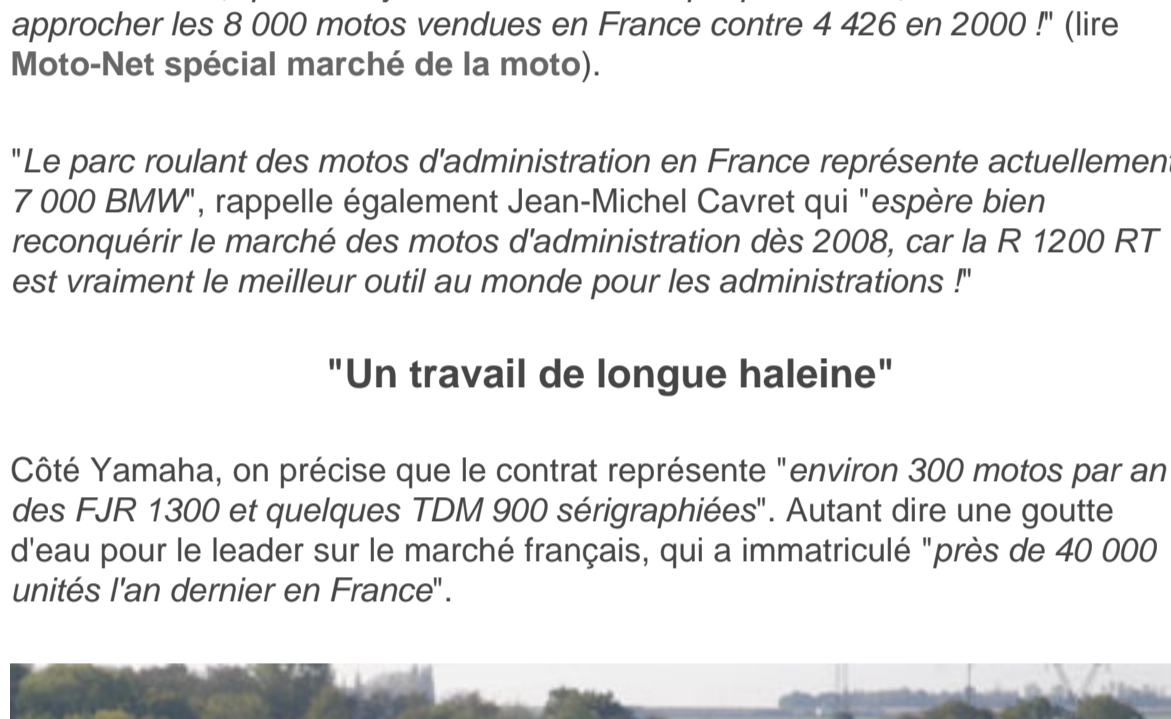 approcher les 8 000 motos vendues en France contre 4 426 en 2000 !" (lire
Moto-Net spécial marché de la moto).
"Le parc roulant des motos d'administration en France représente actuellement
7 000 BMW", rappelle également Jean-Michel Cavret qui "espère bien
reconquérir le marché des motos d'administration dès 2008, car la R 1200 RT
est vraiment le meilleur outil au monde pour les administrations !"
"Un travail de longue haleine"
Côté Yamaha, on précise que le contrat représente "environ 300 motos par an
des FJR 1300 et quelques TDM 900 sérigraphiées". Autant dire une goutte
d'eau pour le leader sur le marché français, qui a immatriculé "près de 40 000
unités l'an dernier en France".